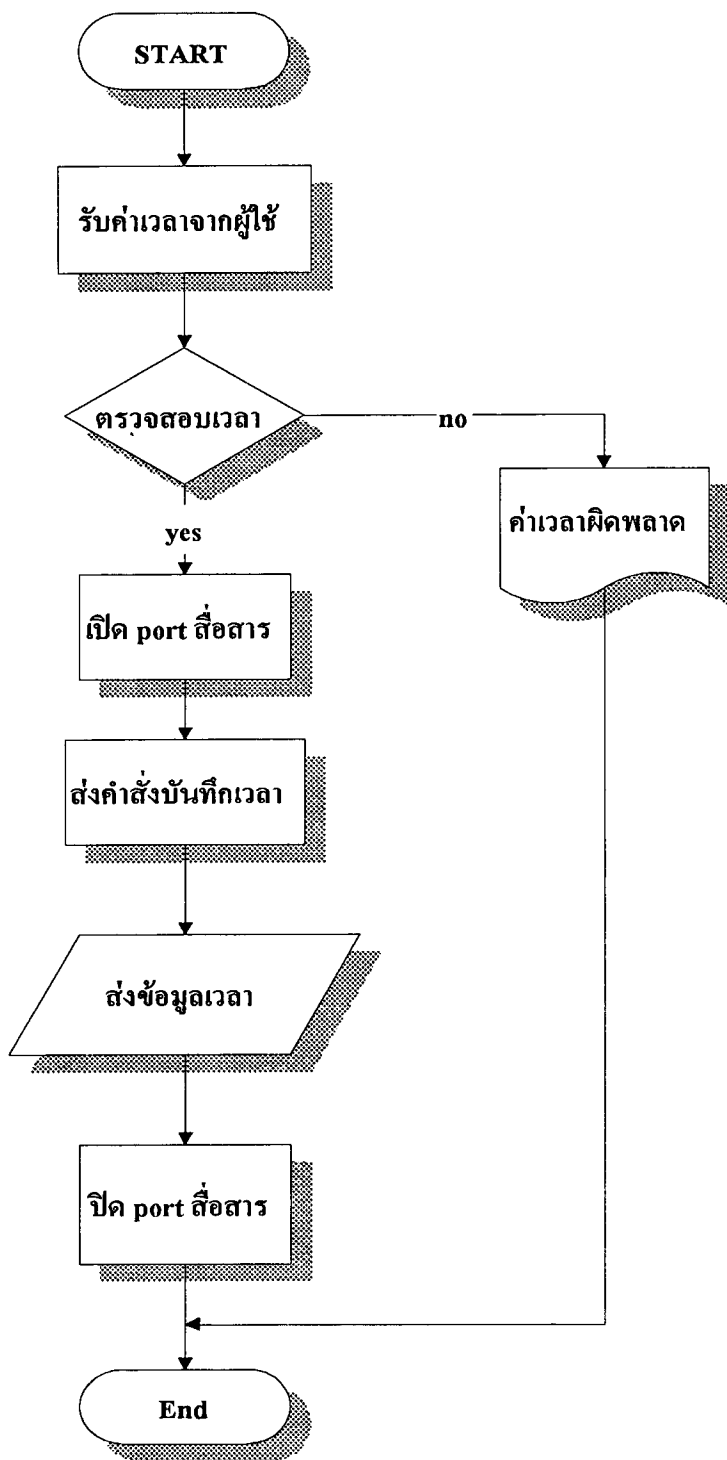 START
รับค่าเวลาจากผู้ใช้
ตรวจสอบเวลา
no
ค่าเวลาผิดพลาด
yes
เปิด port สื่อสาร
ส่งคำสั่งบันทึกเวลา
ส่งข้อมูลเวลา
ปิด port สื่อสาร
End